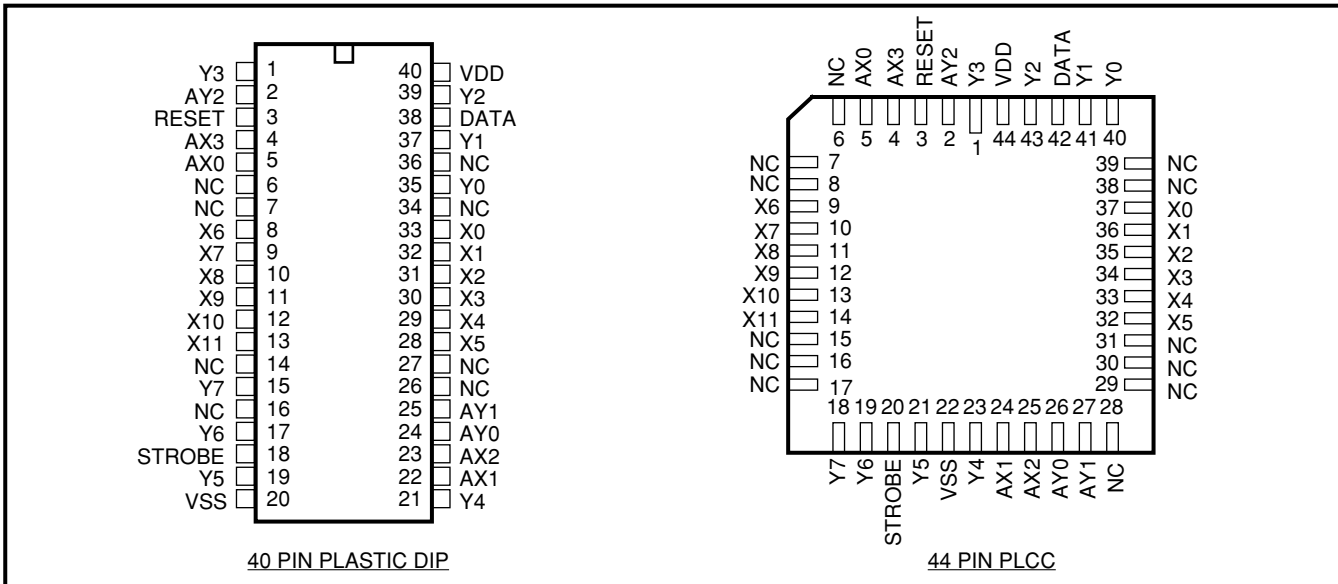 Y3 1 40 VDD
AY2 2 39 Y2
RESET 3 38 DATA
AX3 4 37 Y1
AX0 5 36 NC
NC 6 35 Y0
NC 7 34 NC
X6 8 33 X0
X7 9 32 X1
X8 10 31 X2
X9 11 30 X3
X10 12 29 X4
X11 13 28 X5
NC 14 27 NC
Y7 15 26 NC
NC 16 25 AY1
Y6 17 24 AY0
STROBE 18 23 AX2
Y5 19 22 AX1
VSS 20 21 Y4
40 PIN PLASTIC DIP
NC AX0 AX3 RESET AY2 Y3 VDD Y2 DATA Y1 Y0
6 5 4 3 2 1 44 43 42 41 40
NC 7 39 NC
NC 8 38 NC
X6 9 37 X0
X7 10 36 X1
X8 11 35 X2
X9 12 34 X3
X10 13 33 X4
X11 14 32 X5
NC 15 31 NC
NC 16 30 NC
NC 17 29 NC
18 19 20 21 22 23 24 25 26 27 28
Y7 Y6 STROBE Y5 VSS Y4 AX1 AX2 AY0 AY1 NC
44 PIN PLCC